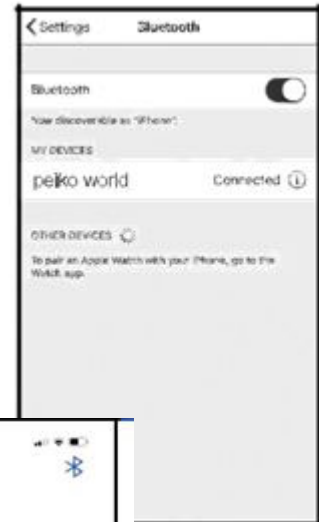 Settings Bluetooth
Bluetooth
Now discoverable as "iPhone".
MY DEVICES
peiko world Connected
OTHER DEVICES
To pair an Apple Watch with your iPhone, go to the
Watch app.